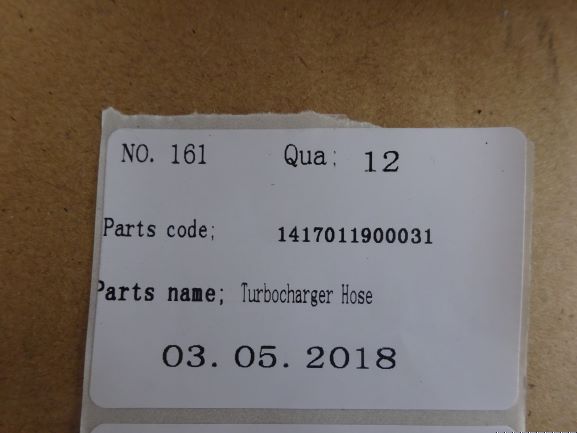 NO. 161 Qua; 12
Parts code; 1417011900031
Parts name; Turbocharger Hose
03. 05. 2018